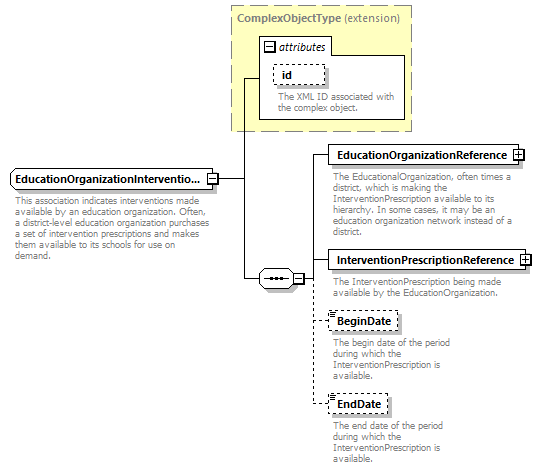 ComplexObjectType (extension)
attributes
id
The XML ID associated with
the complex object.
EducationOrganizationInterventio...
This association indicates interventions made
available by an education organization. Often,
a district-level education organization purchases
a set of intervention prescriptions and makes
them available to its schools for use on
demand.
EducationOrganizationReference
The EducationalOrganization, often times a
district, which is making the
InterventionPrescription available to its
hierarchy. In some cases, it may be an
education organization network instead of a
district.
InterventionPrescriptionReference
The InterventionPrescription being made
available by the EducationOrganization.
BeginDate
The begin date of the period
during which the
InterventionPrescription is
available.
EndDate
The end date of the period
during which the
InterventionPrescription is
available.